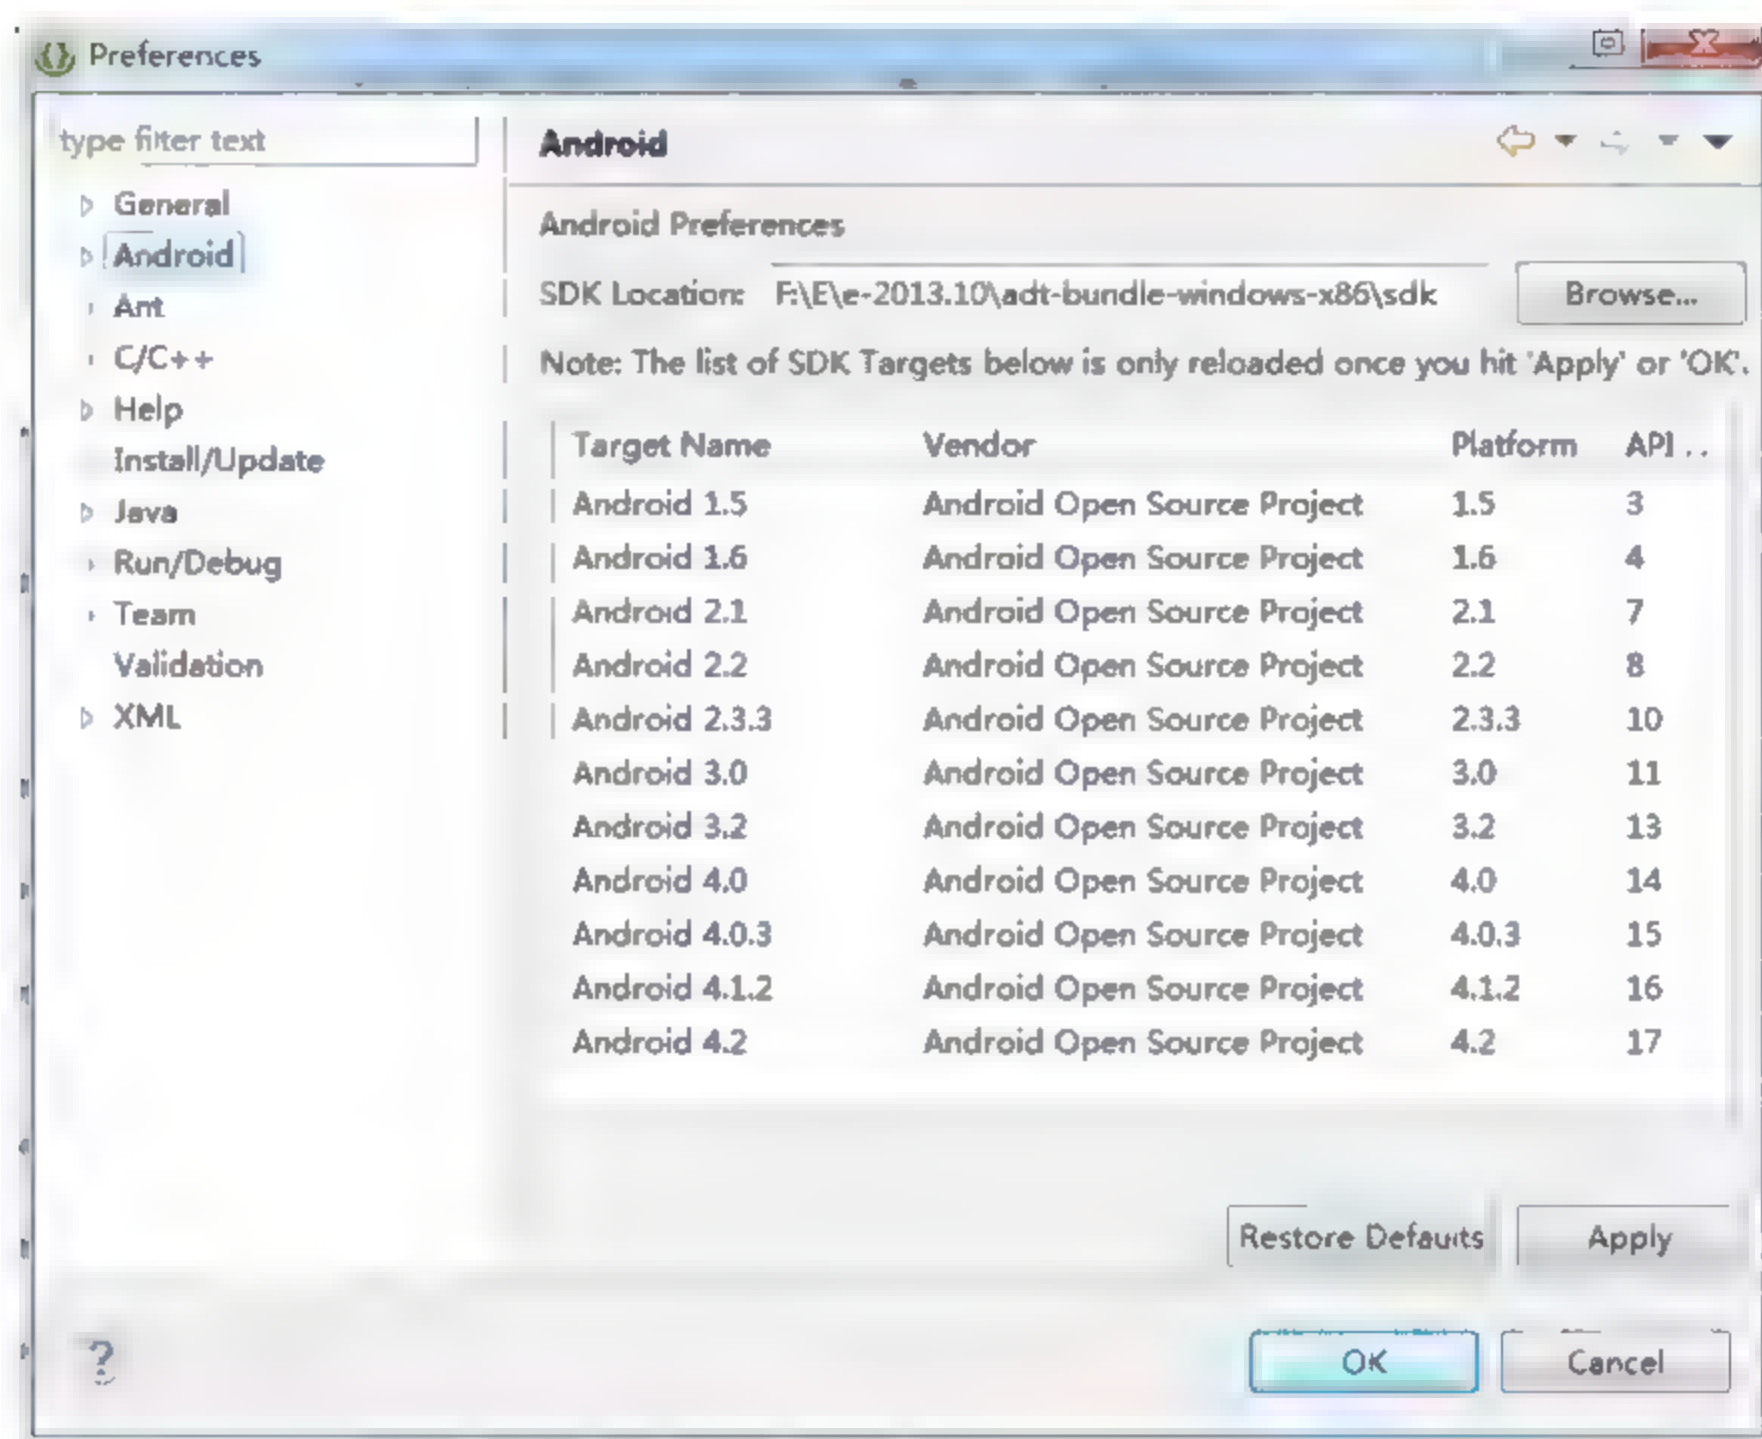 Preferences
type filter text
General
Android
Ant
C/C++
Help
Install/Update
Java
Run/Debug
Team
Validation
XML
Android
Android Preferences
SDK Location: F:\E\e-2013.10\adt-bundle-windows-x86\sdk Browse...
Note: The list of SDK Targets below is only reloaded once you hit 'Apply' or 'OK'.
Target Name Vendor Platform API ..
Android 1.5 Android Open Source Project 1.5 3
Android 1.6 Android Open Source Project 1.6 4
Android 2.1 Android Open Source Project 2.1 7
Android 2.2 Android Open Source Project 2.2 8
Android 2.3.3 Android Open Source Project 2.3.3 10
Android 3.0 Android Open Source Project 3.0 11
Android 3.2 Android Open Source Project 3.2 13
Android 4.0 Android Open Source Project 4.0 14
Android 4.0.3 Android Open Source Project 4.0.3 15
Android 4.1.2 Android Open Source Project 4.1.2 16
Android 4.2 Android Open Source Project 4.2 17
Restore Defaults Apply
? OK Cancel